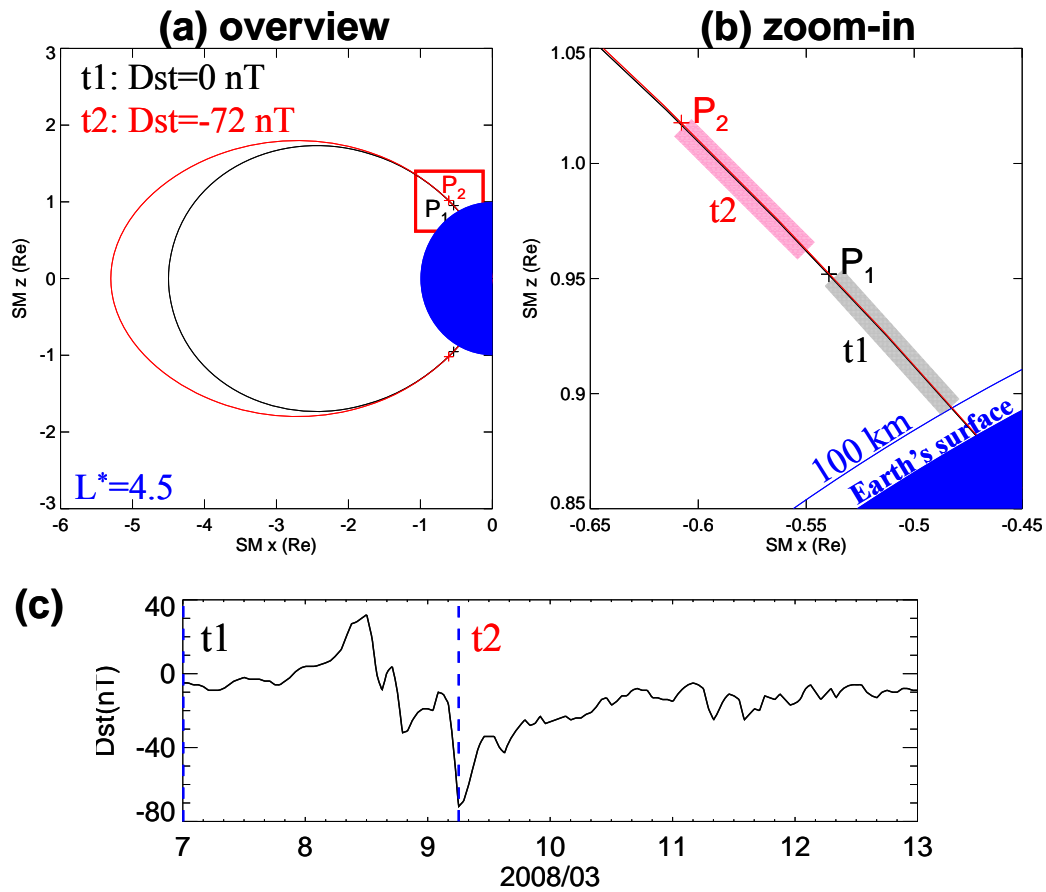 (a) overview
(b) zoom-in
t1: Dst=0 nT
t2: Dst=-72 nT
P2
P1
L*=4.5
3
2
1
0
-1
-2
-3
SM z (Re)
-6 -5 -4 -3 -2 -1 0
SM x (Re)
1.05
1.0
0.95
0.9
0.85
SM z (Re)
P2
t2
P1
t1
100 km
Earth's surface
-0.65 -0.6 -0.55 -0.5 -0.45
SM x (Re)
(c)
40
0
-40
-80
Dst(nT)
t1
t2
7 8 9 10 11 12 13
2008/03